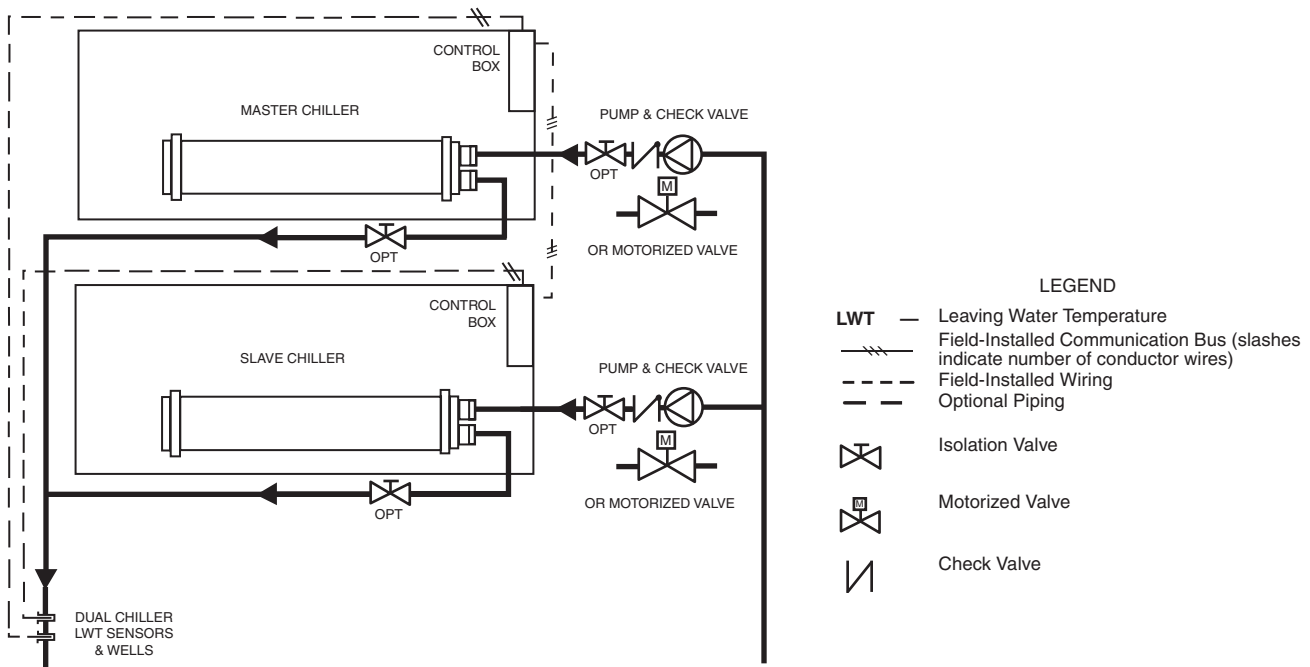 CONTROL
BOX
MASTER CHILLER
PUMP & CHECK VALVE
OPT
M
OR MOTORIZED VALVE
OPT
CONTROL
BOX
SLAVE CHILLER
PUMP & CHECK VALVE
OPT
M
OR MOTORIZED VALVE
OPT
DUAL CHILLER
LWT SENSORS
& WELLS
LEGEND
LWT — Leaving Water Temperature
Field-Installed Communication Bus (slashes
indicate number of conductor wires)
Field-Installed Wiring
Optional Piping
Isolation Valve
M
Motorized Valve
Check Valve